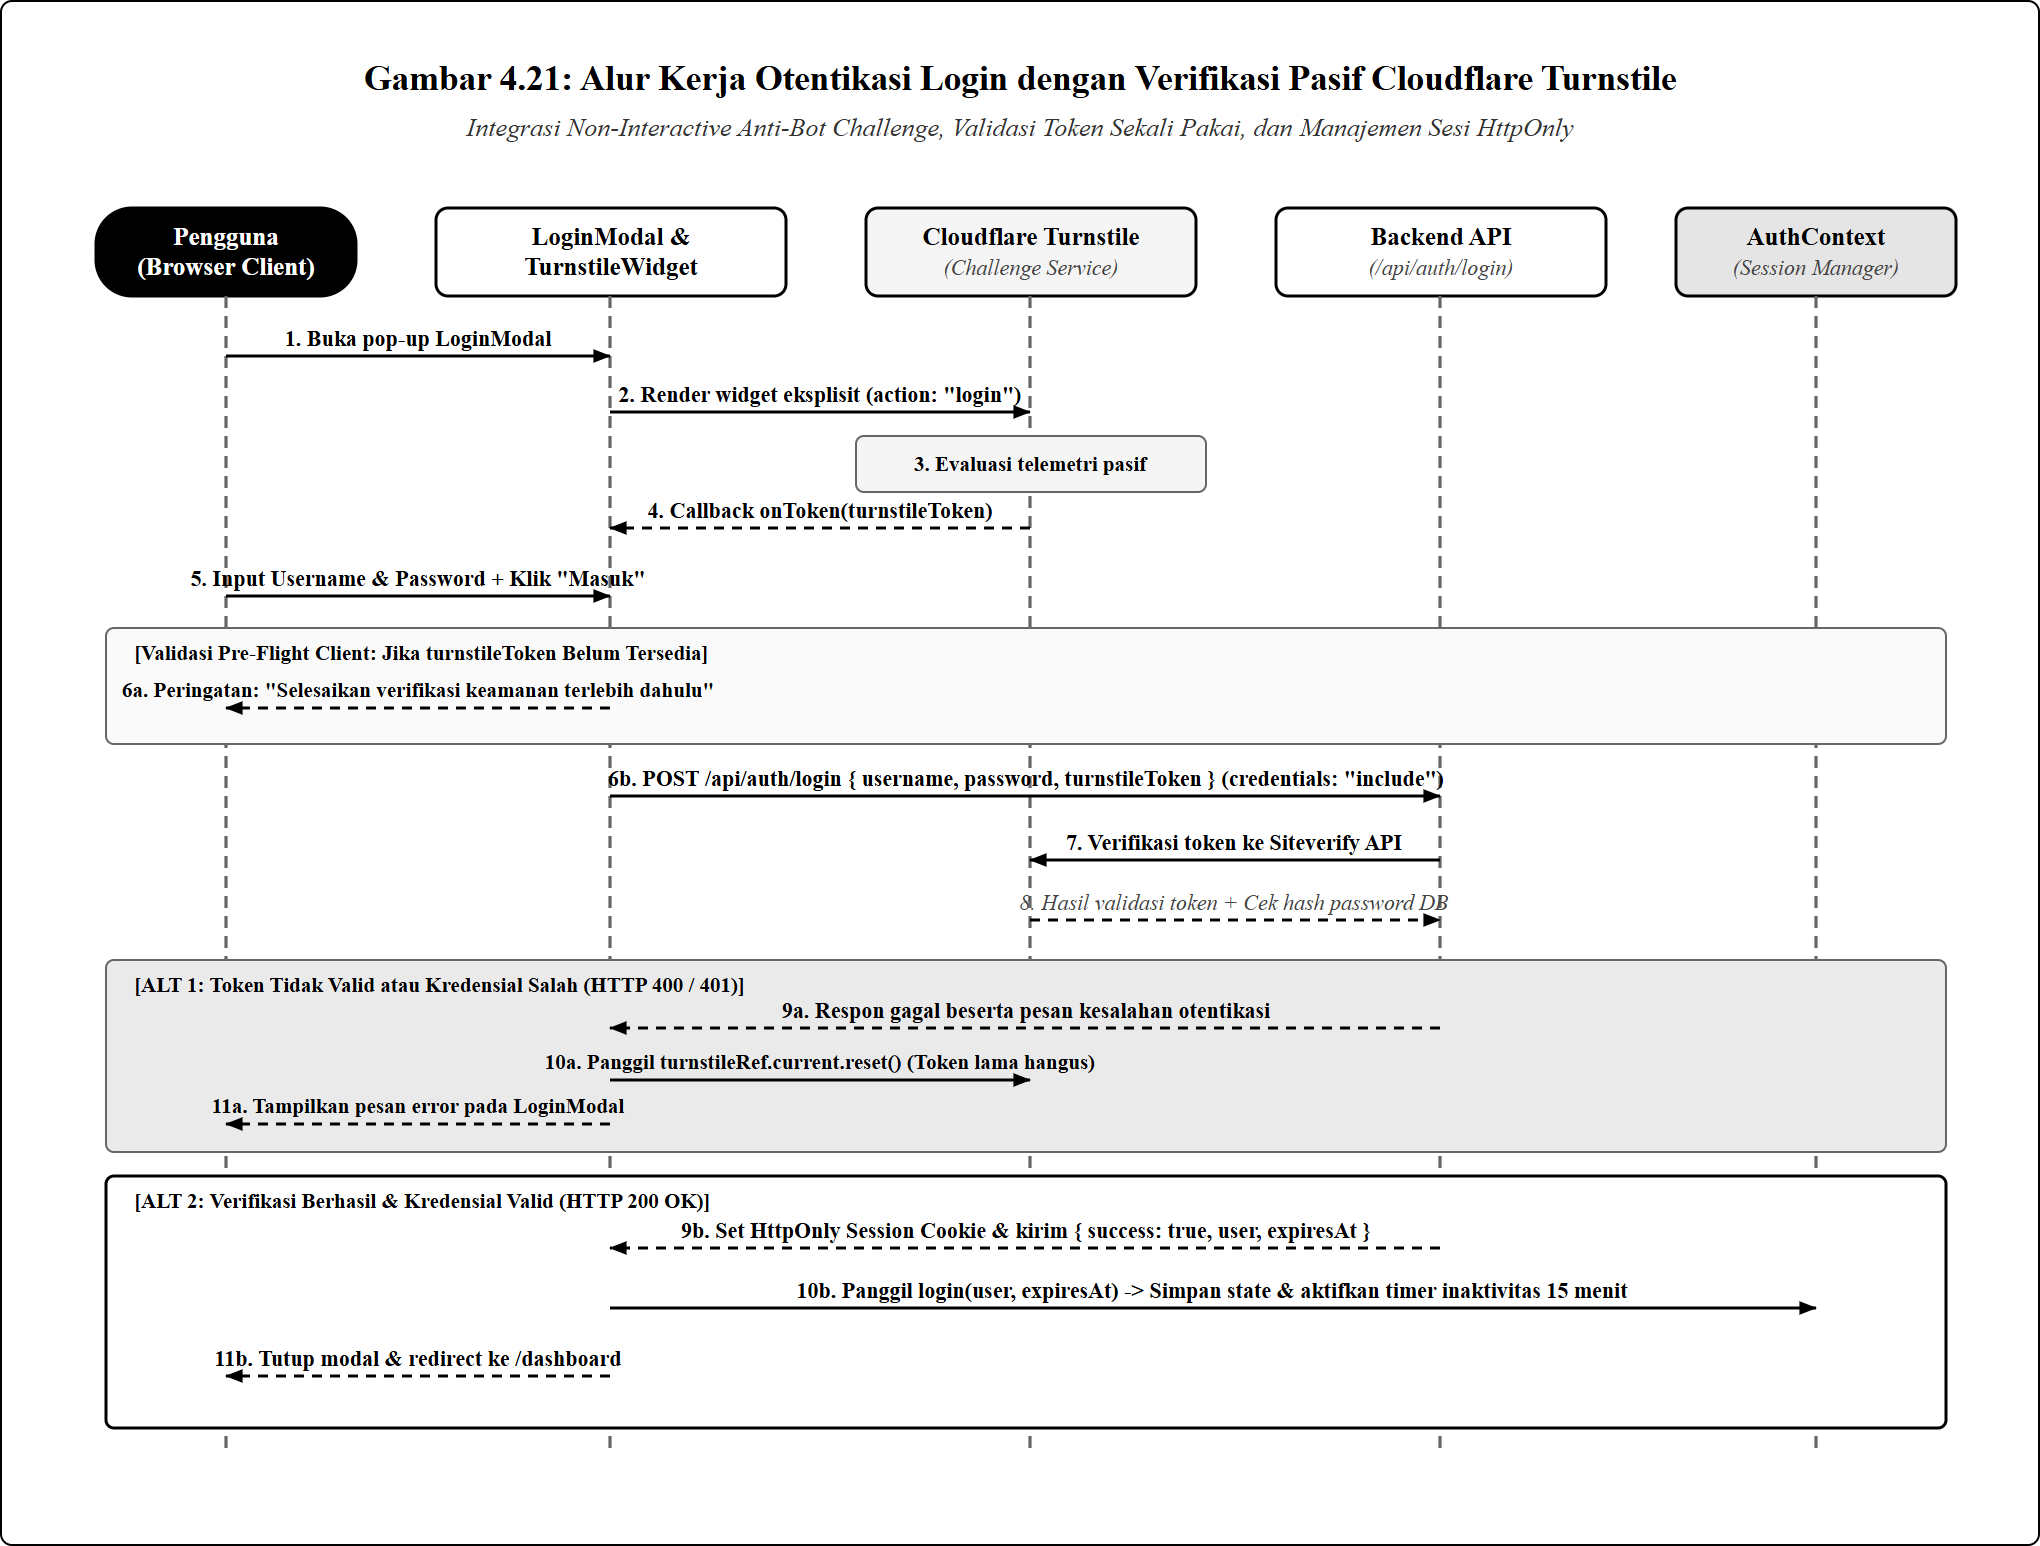 Gambar 4.21: Alur Kerja Otentikasi Login dengan Verifikasi Pasif Cloudflare Turnstile
Integrasi Non-Interactive Anti-Bot Challenge, Validasi Token Sekali Pakai, dan Manajemen Sesi HttpOnly
Pengguna
(Browser Client)
LoginModal &
TurnstileWidget
Cloudflare Turnstile
(Challenge Service)
Backend API
(/api/auth/login)
AuthContext
(Session Manager)
1. Buka pop-up LoginModal
2. Render widget eksplisit (action: "login")
3. Evaluasi telemetri pasif
4. Callback onToken(turnstileToken)
5. Input Username & Password + Klik "Masuk"
[Validasi Pre-Flight Client: Jika turnstileToken Belum Tersedia]
6a. Peringatan: "Selesaikan verifikasi keamanan terlebih dahulu"
6b. POST /api/auth/login { username, password, turnstileToken } (credentials: "include")
7. Verifikasi token ke Siteverify API
8. Hasil validasi token + Cek hash password DB
[ALT 1: Token Tidak Valid atau Kredensial Salah (HTTP 400 / 401)]
9a. Respon gagal beserta pesan kesalahan otentikasi
10a. Panggil turnstileRef.current.reset() (Token lama hangus)
11a. Tampilkan pesan error pada LoginModal
[ALT 2: Verifikasi Berhasil & Kredensial Valid (HTTP 200 OK)]
9b. Set HttpOnly Session Cookie & kirim { success: true, user, expiresAt }
10b. Panggil login(user, expiresAt) -> Simpan state & aktifkan timer inaktivitas 15 menit
11b. Tutup modal & redirect ke /dashboard